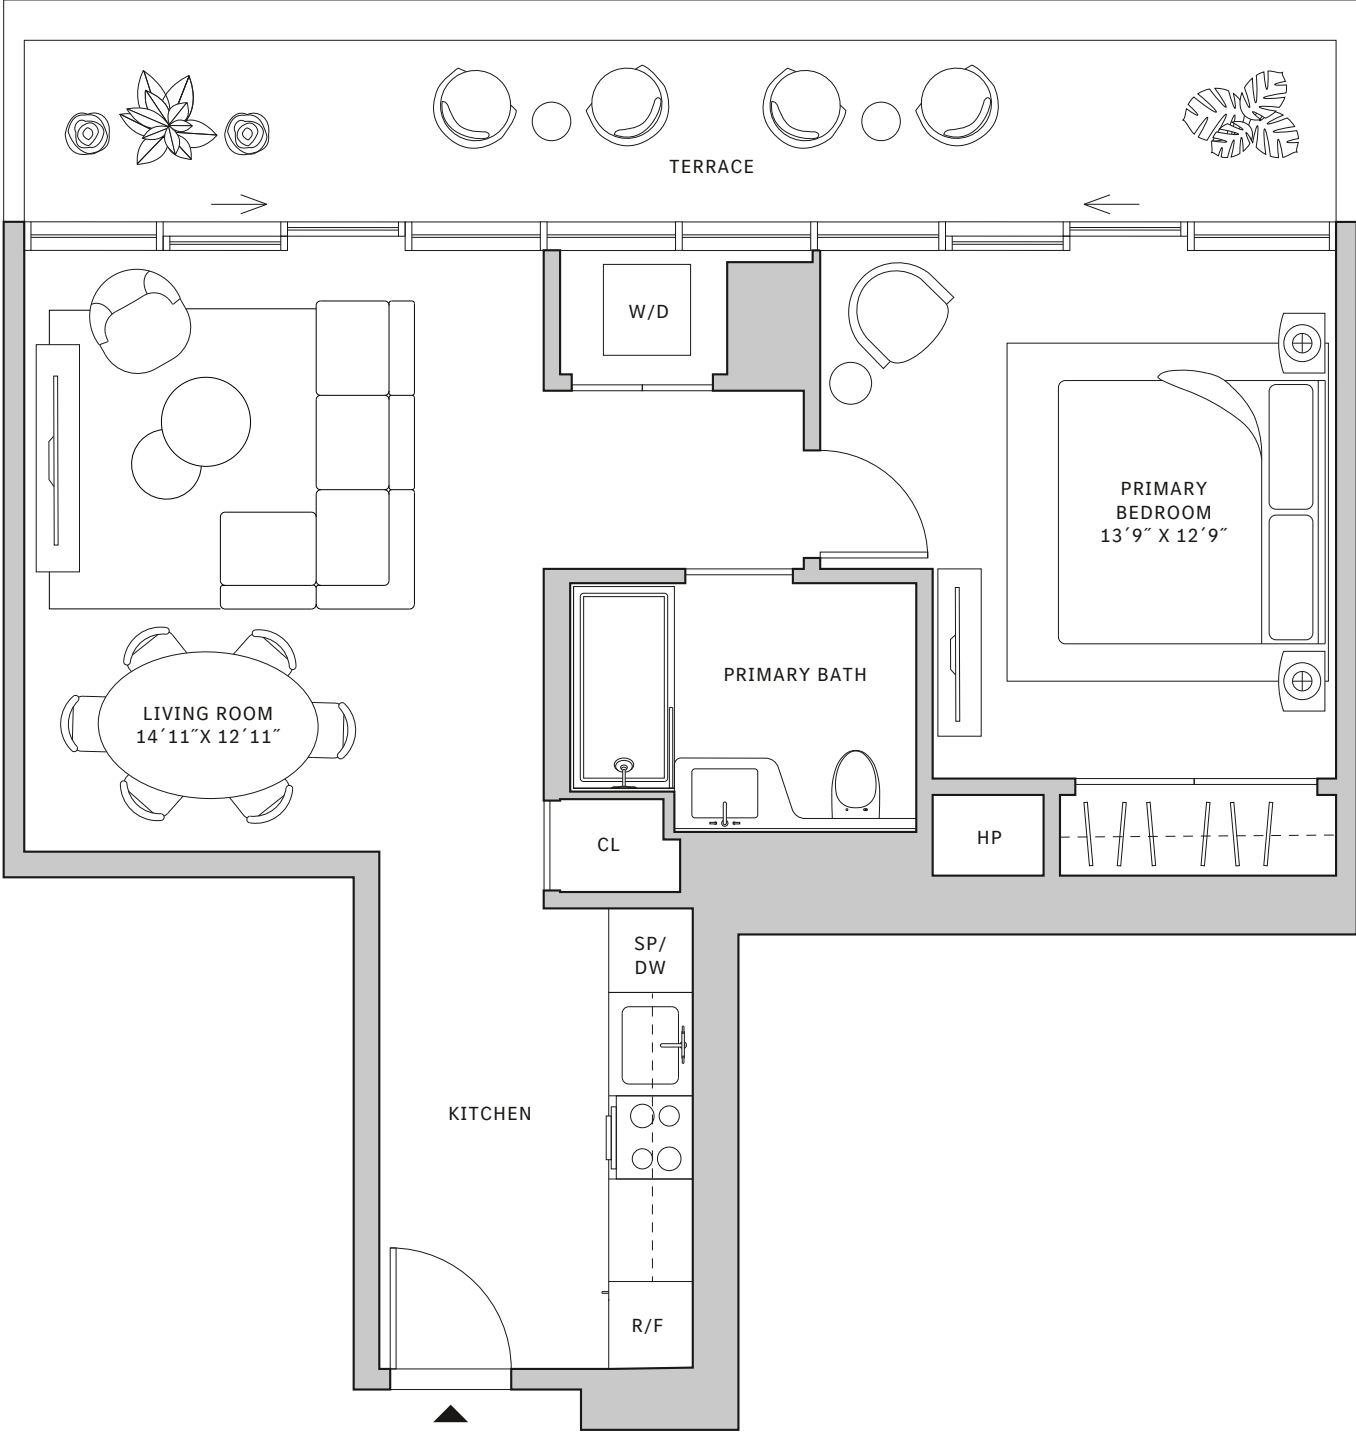 TERRACE
W/D
PRIMARY
BEDROOM
13´9˝ X 12´9˝
PRIMARY BATH
LIVING ROOM
14´11˝X 12´11˝
HP
CL
SP/
DW
KITCHEN
R/F